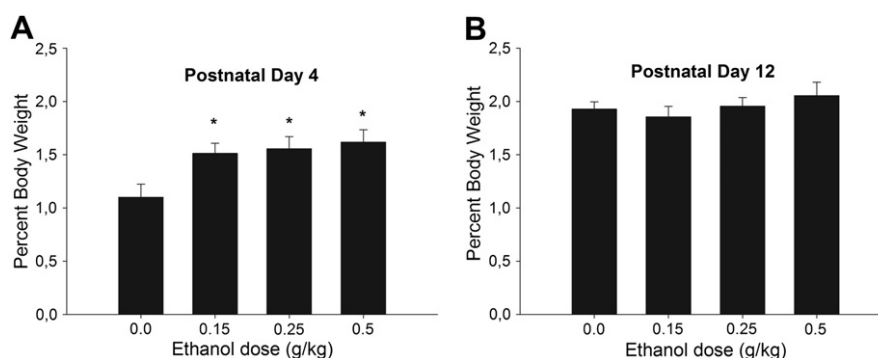 A
Postnatal Day 4
Percent Body Weight
2,5
2,0
1,5
1,0
0,5
0,0
* * *
0.0 0.15 0.25 0.5
Ethanol dose (g/kg)
B
Postnatal Day 12
Percent Body Weight
2,5
2,0
1,5
1,0
0,5
0,0
0.0 0.15 0.25 0.5
Ethanol dose (g/kg)